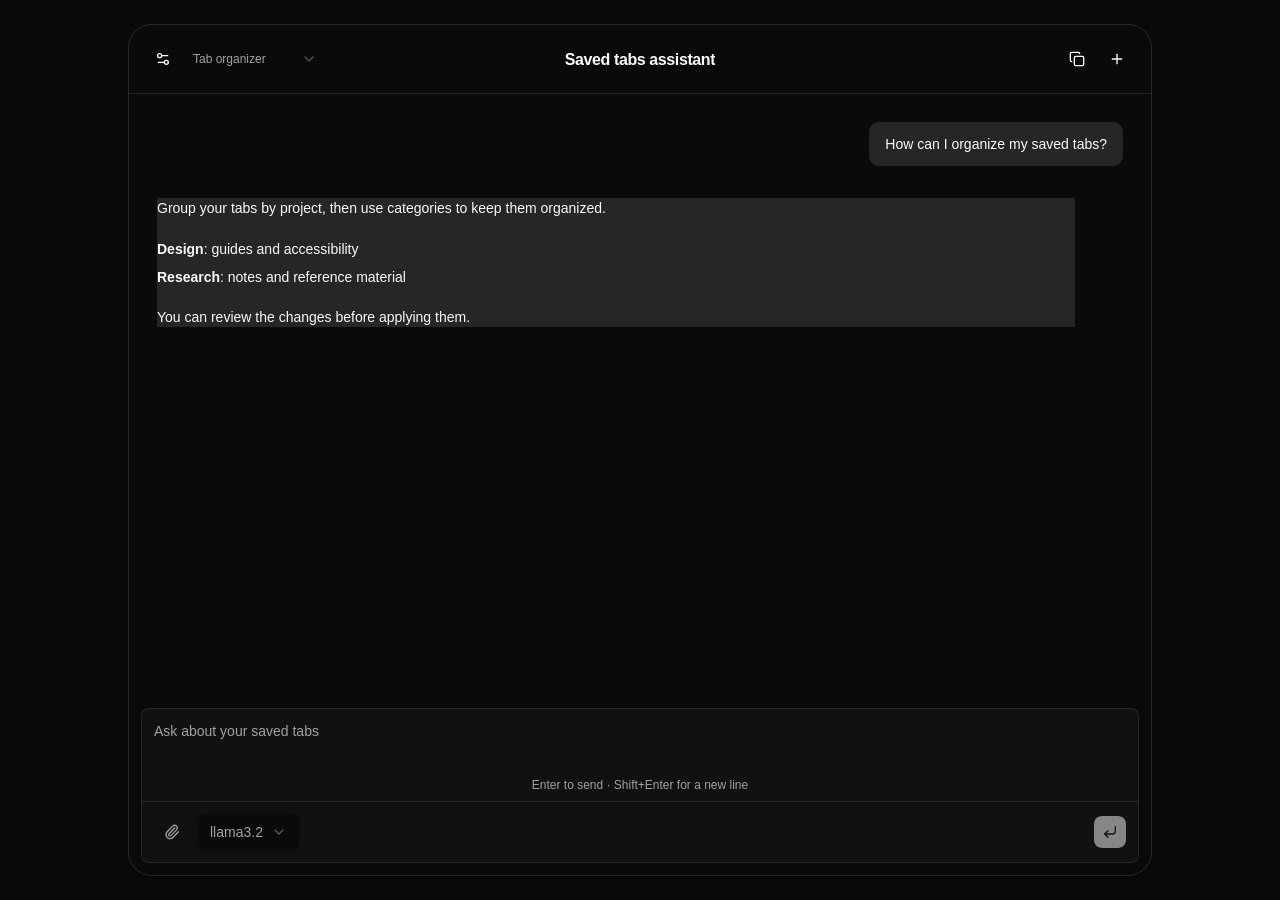 Tab organizer
Saved tabs assistant
How can I organize my saved tabs?
Group your tabs by project, then use categories to keep them organized.
Design: guides and accessibility
Research: notes and reference material
You can review the changes before applying them.
Ask about your saved tabs
Enter to send · Shift+Enter for a new line
llama3.2